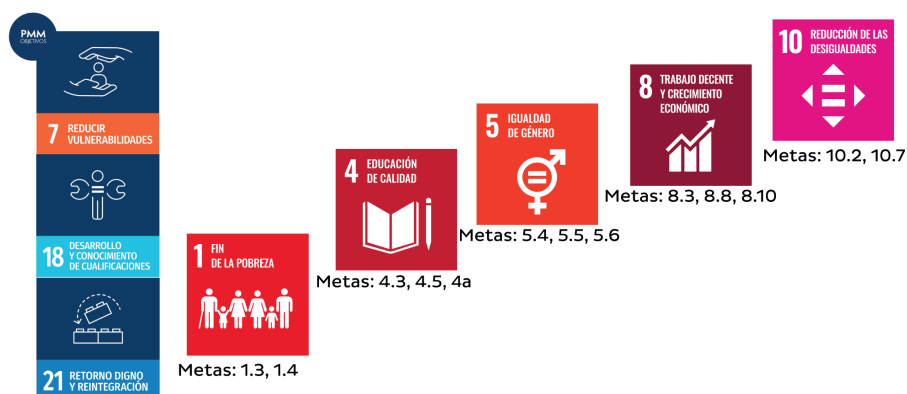 PMM
OBJETIVOS
7 REDUCIR
VULNERABILIDADES
18 DESARROLLO
Y CONOCIMIENTO
DE CUALIFICACIONES
21 RETORNO DIGNO
Y REINTEGRACIÓN
1 FIN
DE LA POBREZA
Metas: 1.3, 1.4
4 EDUCACIÓN
DE CALIDAD
Metas: 4.3, 4.5, 4a
5 IGUALDAD
DE GÉNERO
Metas: 5.4, 5.5, 5.6
8 TRABAJO DECENTE
Y CRECIMIENTO
ECONÓMICO
Metas: 8.3, 8.8, 8.10
10 REDUCCIÓN DE LAS
DESIGUALDADES
Metas: 10.2, 10.7